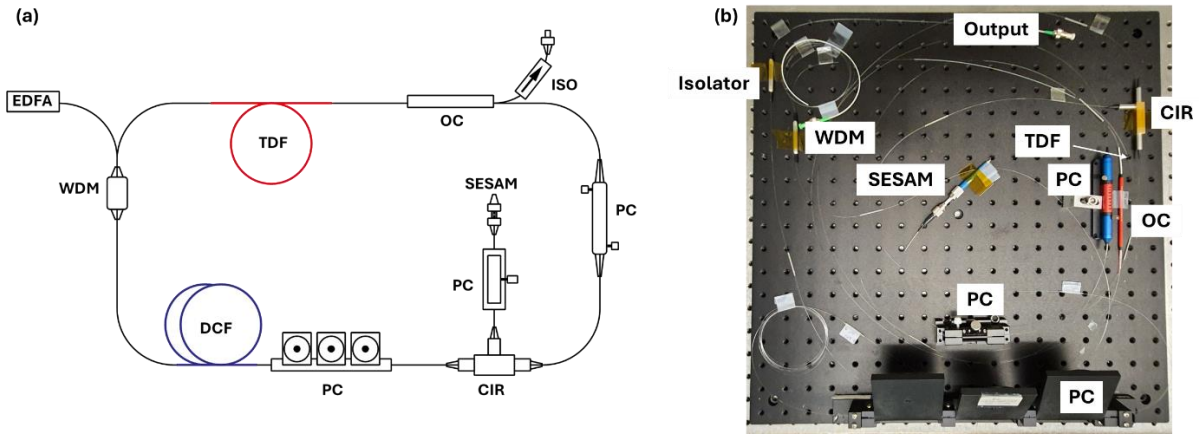 (a)
EDFA
ISO
OC
TDF
WDM
SESAM
PC
PC
DCF
PC
CIR
(b)
Output
Isolator
CIR
WDM
TDF
PC
SESAM
OC
PC
PC